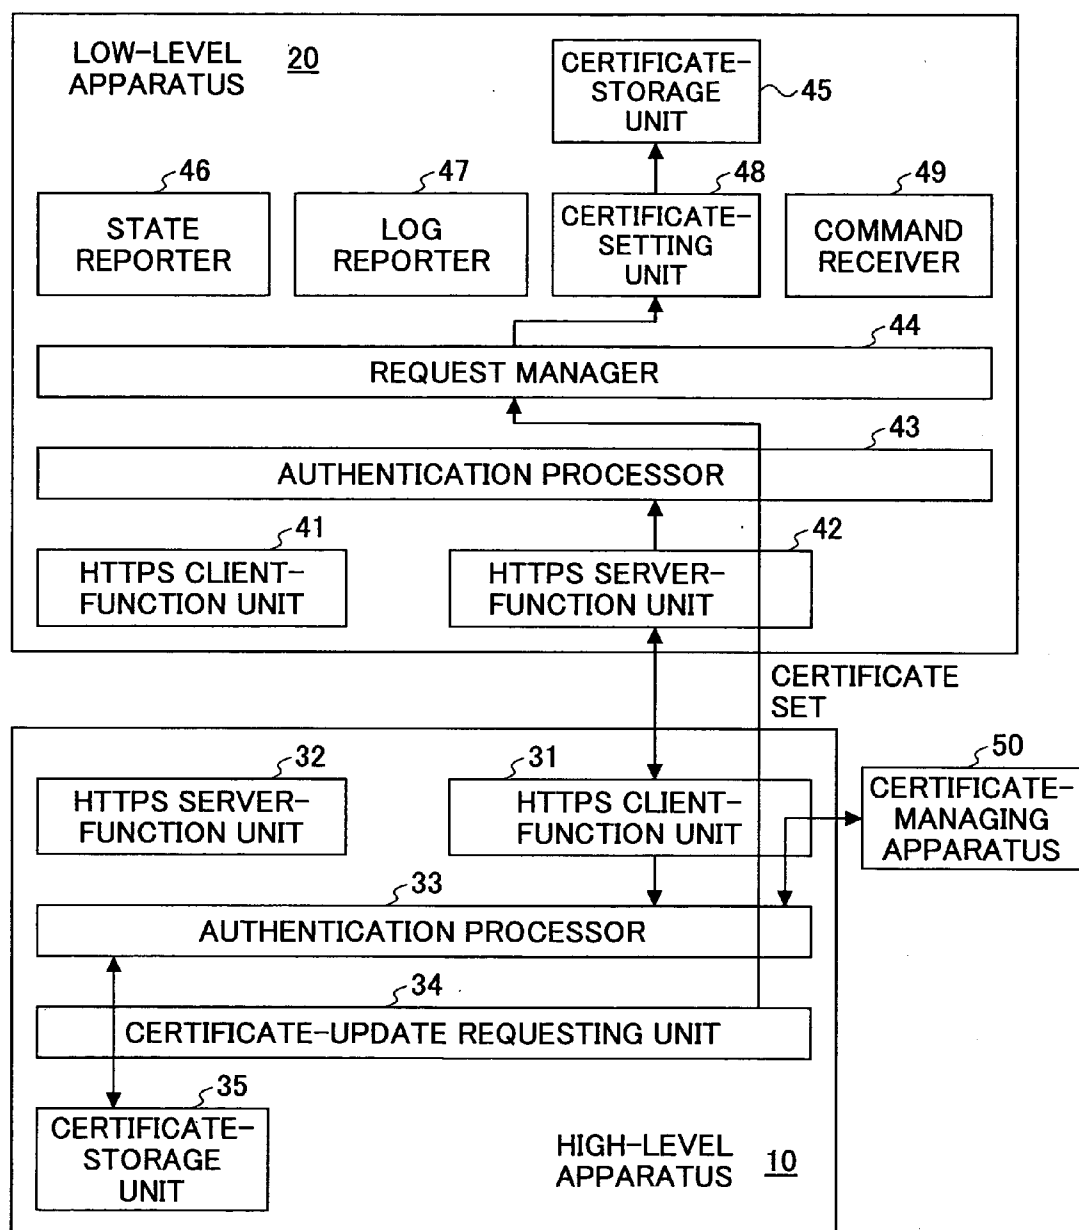 LOW-LEVEL
APPARATUS
20
CERTIFICATE-
STORAGE
UNIT
45
46
STATE
REPORTER
47
LOG
REPORTER
48
CERTIFICATE-
SETTING
UNIT
49
COMMAND
RECEIVER
44
REQUEST MANAGER
43
AUTHENTICATION PROCESSOR
41
HTTPS CLIENT-
FUNCTION UNIT
42
HTTPS SERVER-
FUNCTION UNIT
CERTIFICATE
SET
32
HTTPS SERVER-
FUNCTION UNIT
31
HTTPS CLIENT-
FUNCTION UNIT
50
CERTIFICATE-
MANAGING
APPARATUS
33
AUTHENTICATION PROCESSOR
34
CERTIFICATE-UPDATE REQUESTING UNIT
35
CERTIFICATE-
STORAGE
UNIT
HIGH-LEVEL
APPARATUS
10